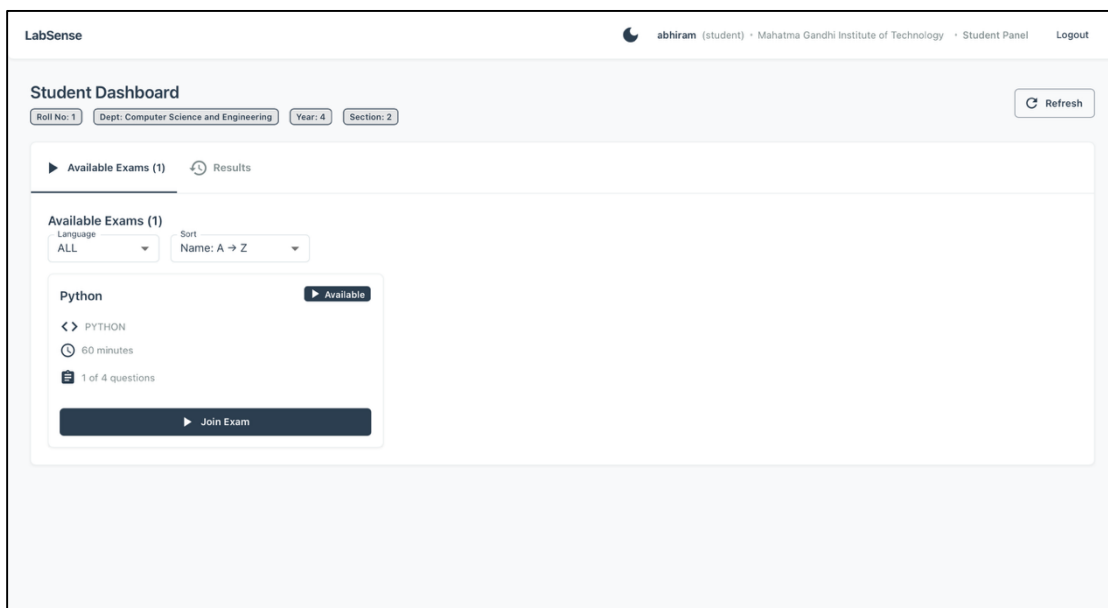 LabSense
abhiram (student) • Mahatma Gandhi Institute of Technology • Student Panel
Logout
Student Dashboard
Refresh
Roll No: 1
Dept: Computer Science and Engineering
Year: 4
Section: 2
Available Exams (1)
Results
Available Exams (1)
Language
ALL
Sort
Name: A → Z
Python
Available
PYTHON
60 minutes
1 of 4 questions
Join Exam